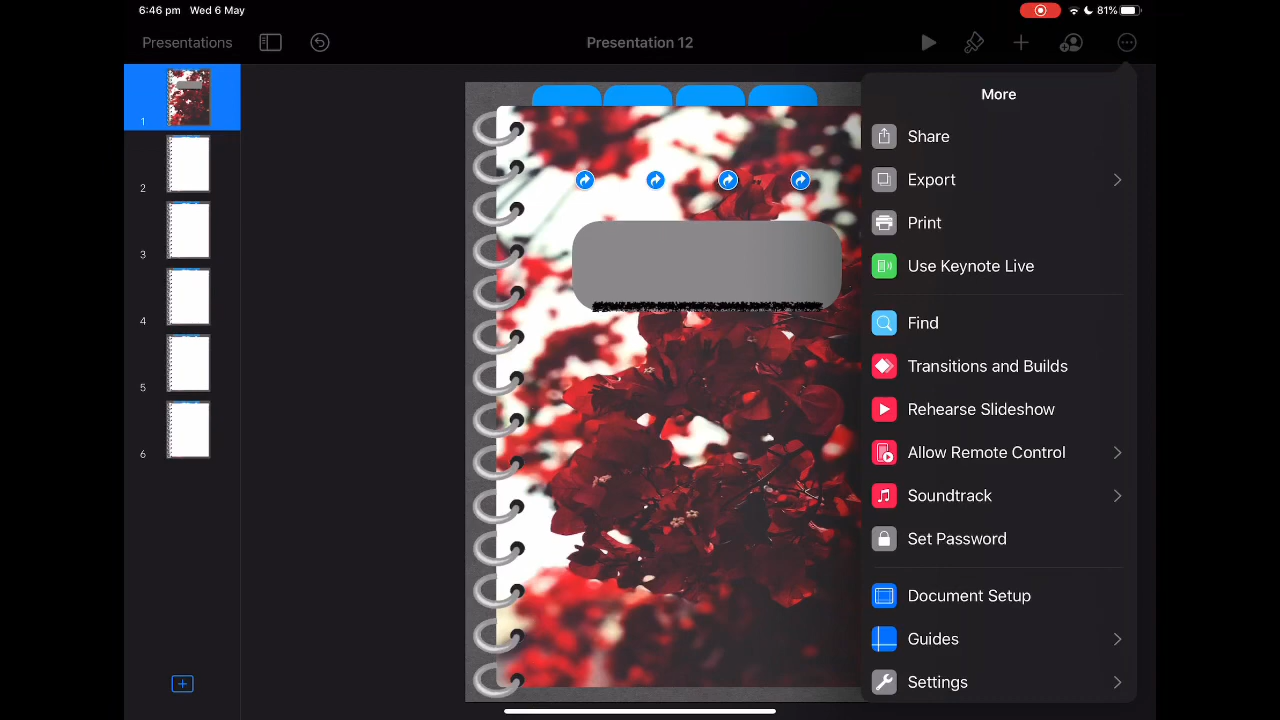 6:46 pm Wed 6 May
81%
Presentations
Presentation 12
More
Share
Export
Print
Use Keynote Live
Find
Transitions and Builds
Rehearse Slideshow
Allow Remote Control
Soundtrack
Set Password
Document Setup
Guides
Settings
1
2
3
4
5
6